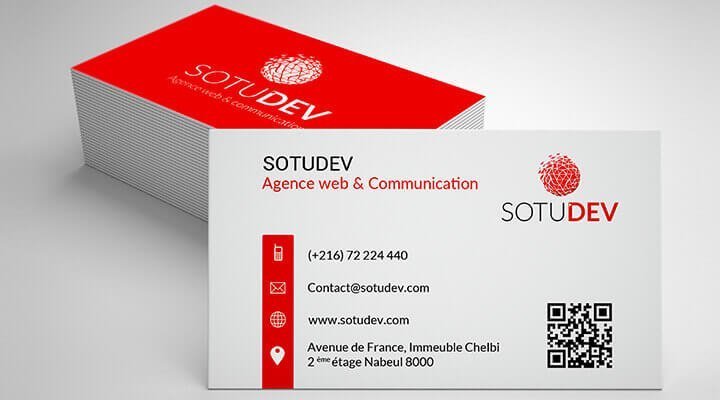 SOTUDEV
Agence web & communication
SOTUDEV
Agence web & Communication
SOTUDEV
(+216) 72 224 440
Contact@sotudev.com
www.sotudev.com
Avenue de France, Immeuble Chelbi
2 ème étage Nabeul 8000